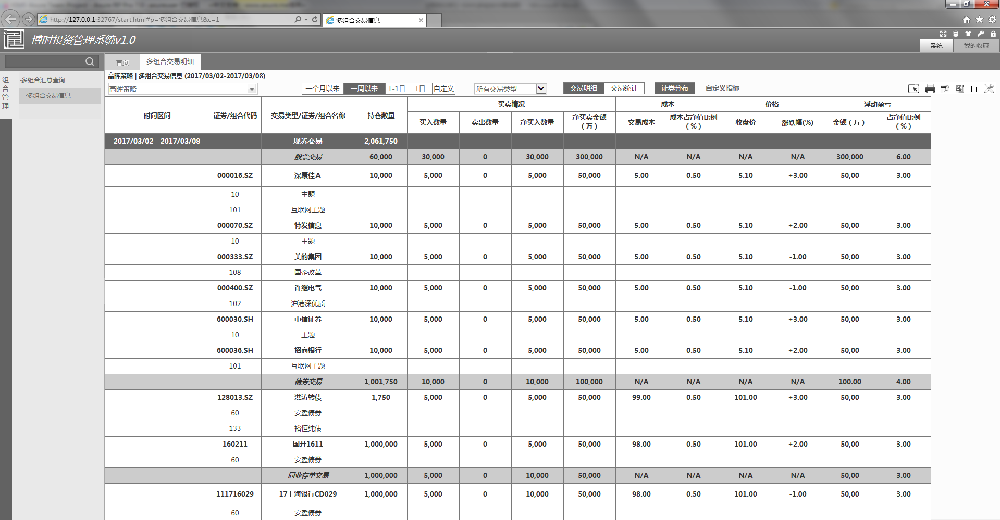 http://127.0.0.1:32767/start.html#p=多组合交易信息&c=1
多组合交易信息
博时投资管理系统v1.0
系统 我的收藏
首页 多组合交易明细
组合管理
·多组合汇总查询
·多组合交易信息
高晖策略 | 多组合交易信息 (2017/03/02-2017/03/08)
高晖策略 一个月以来 一周以来 T-1日 T日 自定义 所有交易类型 交易明细 交易统计 证券分布 自定义指标
时间区间 证券/组合代码 交易类型/证券/组合名称 持仓数量 买卖情况 成本 价格 浮动盈亏
买入数量 卖出数量 净买入数量 净买卖金额（万） 交易成本 成本占净值比例（%） 收盘价 涨跌幅(%) 金额（万） 占净值比例（%）
2017/03/02 - 2017/03/08 现券交易 2,061,750
股票交易 60,000 30,000 0 30,000 300,000 N/A N/A N/A N/A 300,000 6.00
000016.SZ 深康佳A 10,000 5,000 0 5,000 50,000 5.00 0.50 5.10 +3.00 50,00 3.00
10 主题
101 互联网主题
000070.SZ 特发信息 10,000 5,000 0 5,000 50,000 5.00 0.50 5.10 +2.00 50,00 3.00
10 主题
000333.SZ 美的集团 10,000 5,000 0 5,000 50,000 5.00 0.50 5.10 -1.00 50,00 3.00
108 国企改革
000400.SZ 许继电气 10,000 5,000 0 5,000 50,000 5.00 0.50 5.10 -1.00 50,00 3.00
102 沪港深优质
600030.SH 中信证券 10,000 5,000 0 5,000 50,000 5.00 0.50 5.10 +3.00 50,00 3.00
10 主题
600036.SH 招商银行 10,000 5,000 0 5,000 50,000 5.00 0.50 5.10 +2.00 50,00 3.00
101 互联网主题
债券交易 1,001,750 10,000 0 10,000 100,000 N/A N/A N/A N/A 100.00 4.00
128013.SZ 洪涛转债 1,750 5,000 0 5,000 50,000 99.00 0.50 101.00 +3.00 50,00 3.00
60 安盈债券
133 裕恒纯债
160211 国开1611 1,000,000 5,000 0 5,000 50,000 98.00 0.50 101.00 +2.00 50,00 3.00
60 安盈债券
同业存单交易 1,000,000 5,000 0 10,000 50,000 N/A N/A N/A N/A 50,00 3.00
111716029 17上海银行CD029 1,000,000 5,000 0 10,000 50,000 98.00 0.50 101.00 -1.00 50,00 3.00
60 安盈债券